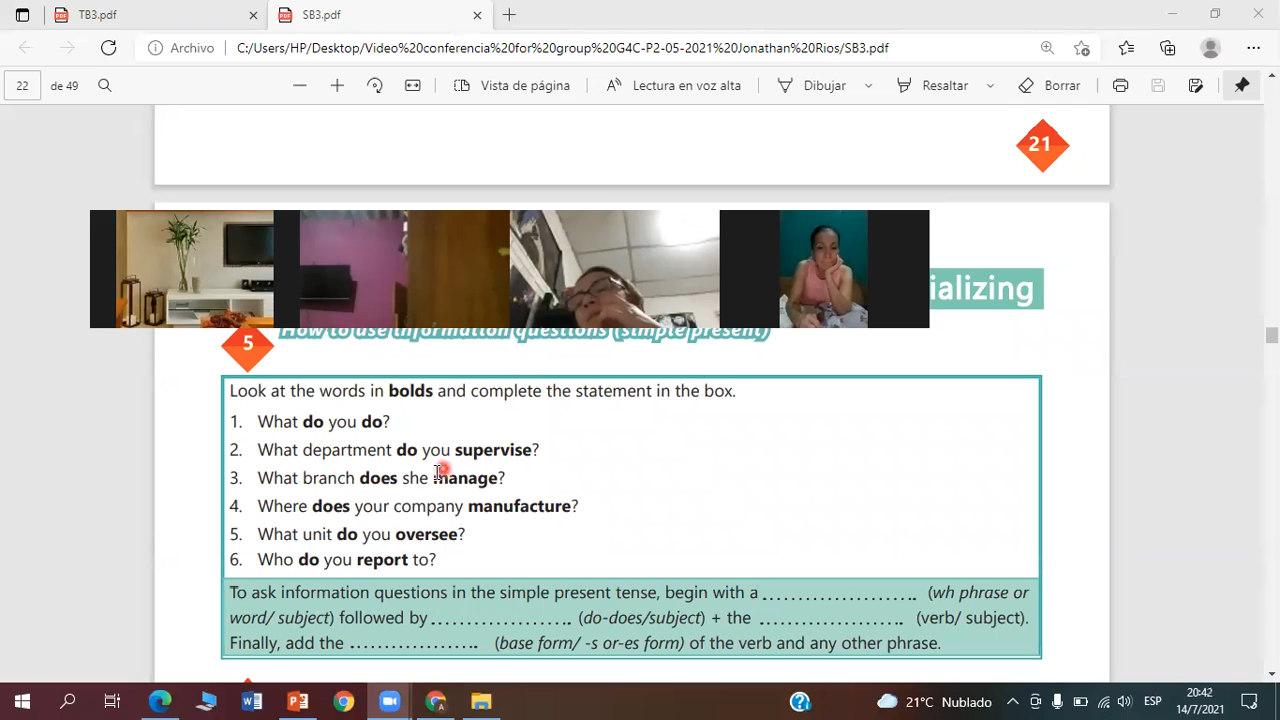 TB3.pdf
SB3.pdf
Archivo
C:/Users/HP/Desktop/Video%20conferencia%20for%20group%20G4C-P2-05-2021%20Jonathan%20Rios/SB3.pdf
22 de 49
Vista de página
Lectura en voz alta
Dibujar
Resaltar
Borrar
21
ializing
5 How to use information questions (simple present)
Look at the words in bolds and complete the statement in the box.
1. What do you do?
2. What department do you supervise?
3. What branch does she manage?
4. Where does your company manufacture?
5. What unit do you oversee?
6. Who do you report to?
To ask information questions in the simple present tense, begin with a .................... (wh phrase or
word/ subject) followed by .................. (do-does/subject) + the .................. (verb/ subject).
Finally, add the ................ (base form/ -s or-es form) of the verb and any other phrase.
21°C Nublado
ESP
20:42
14/7/2021